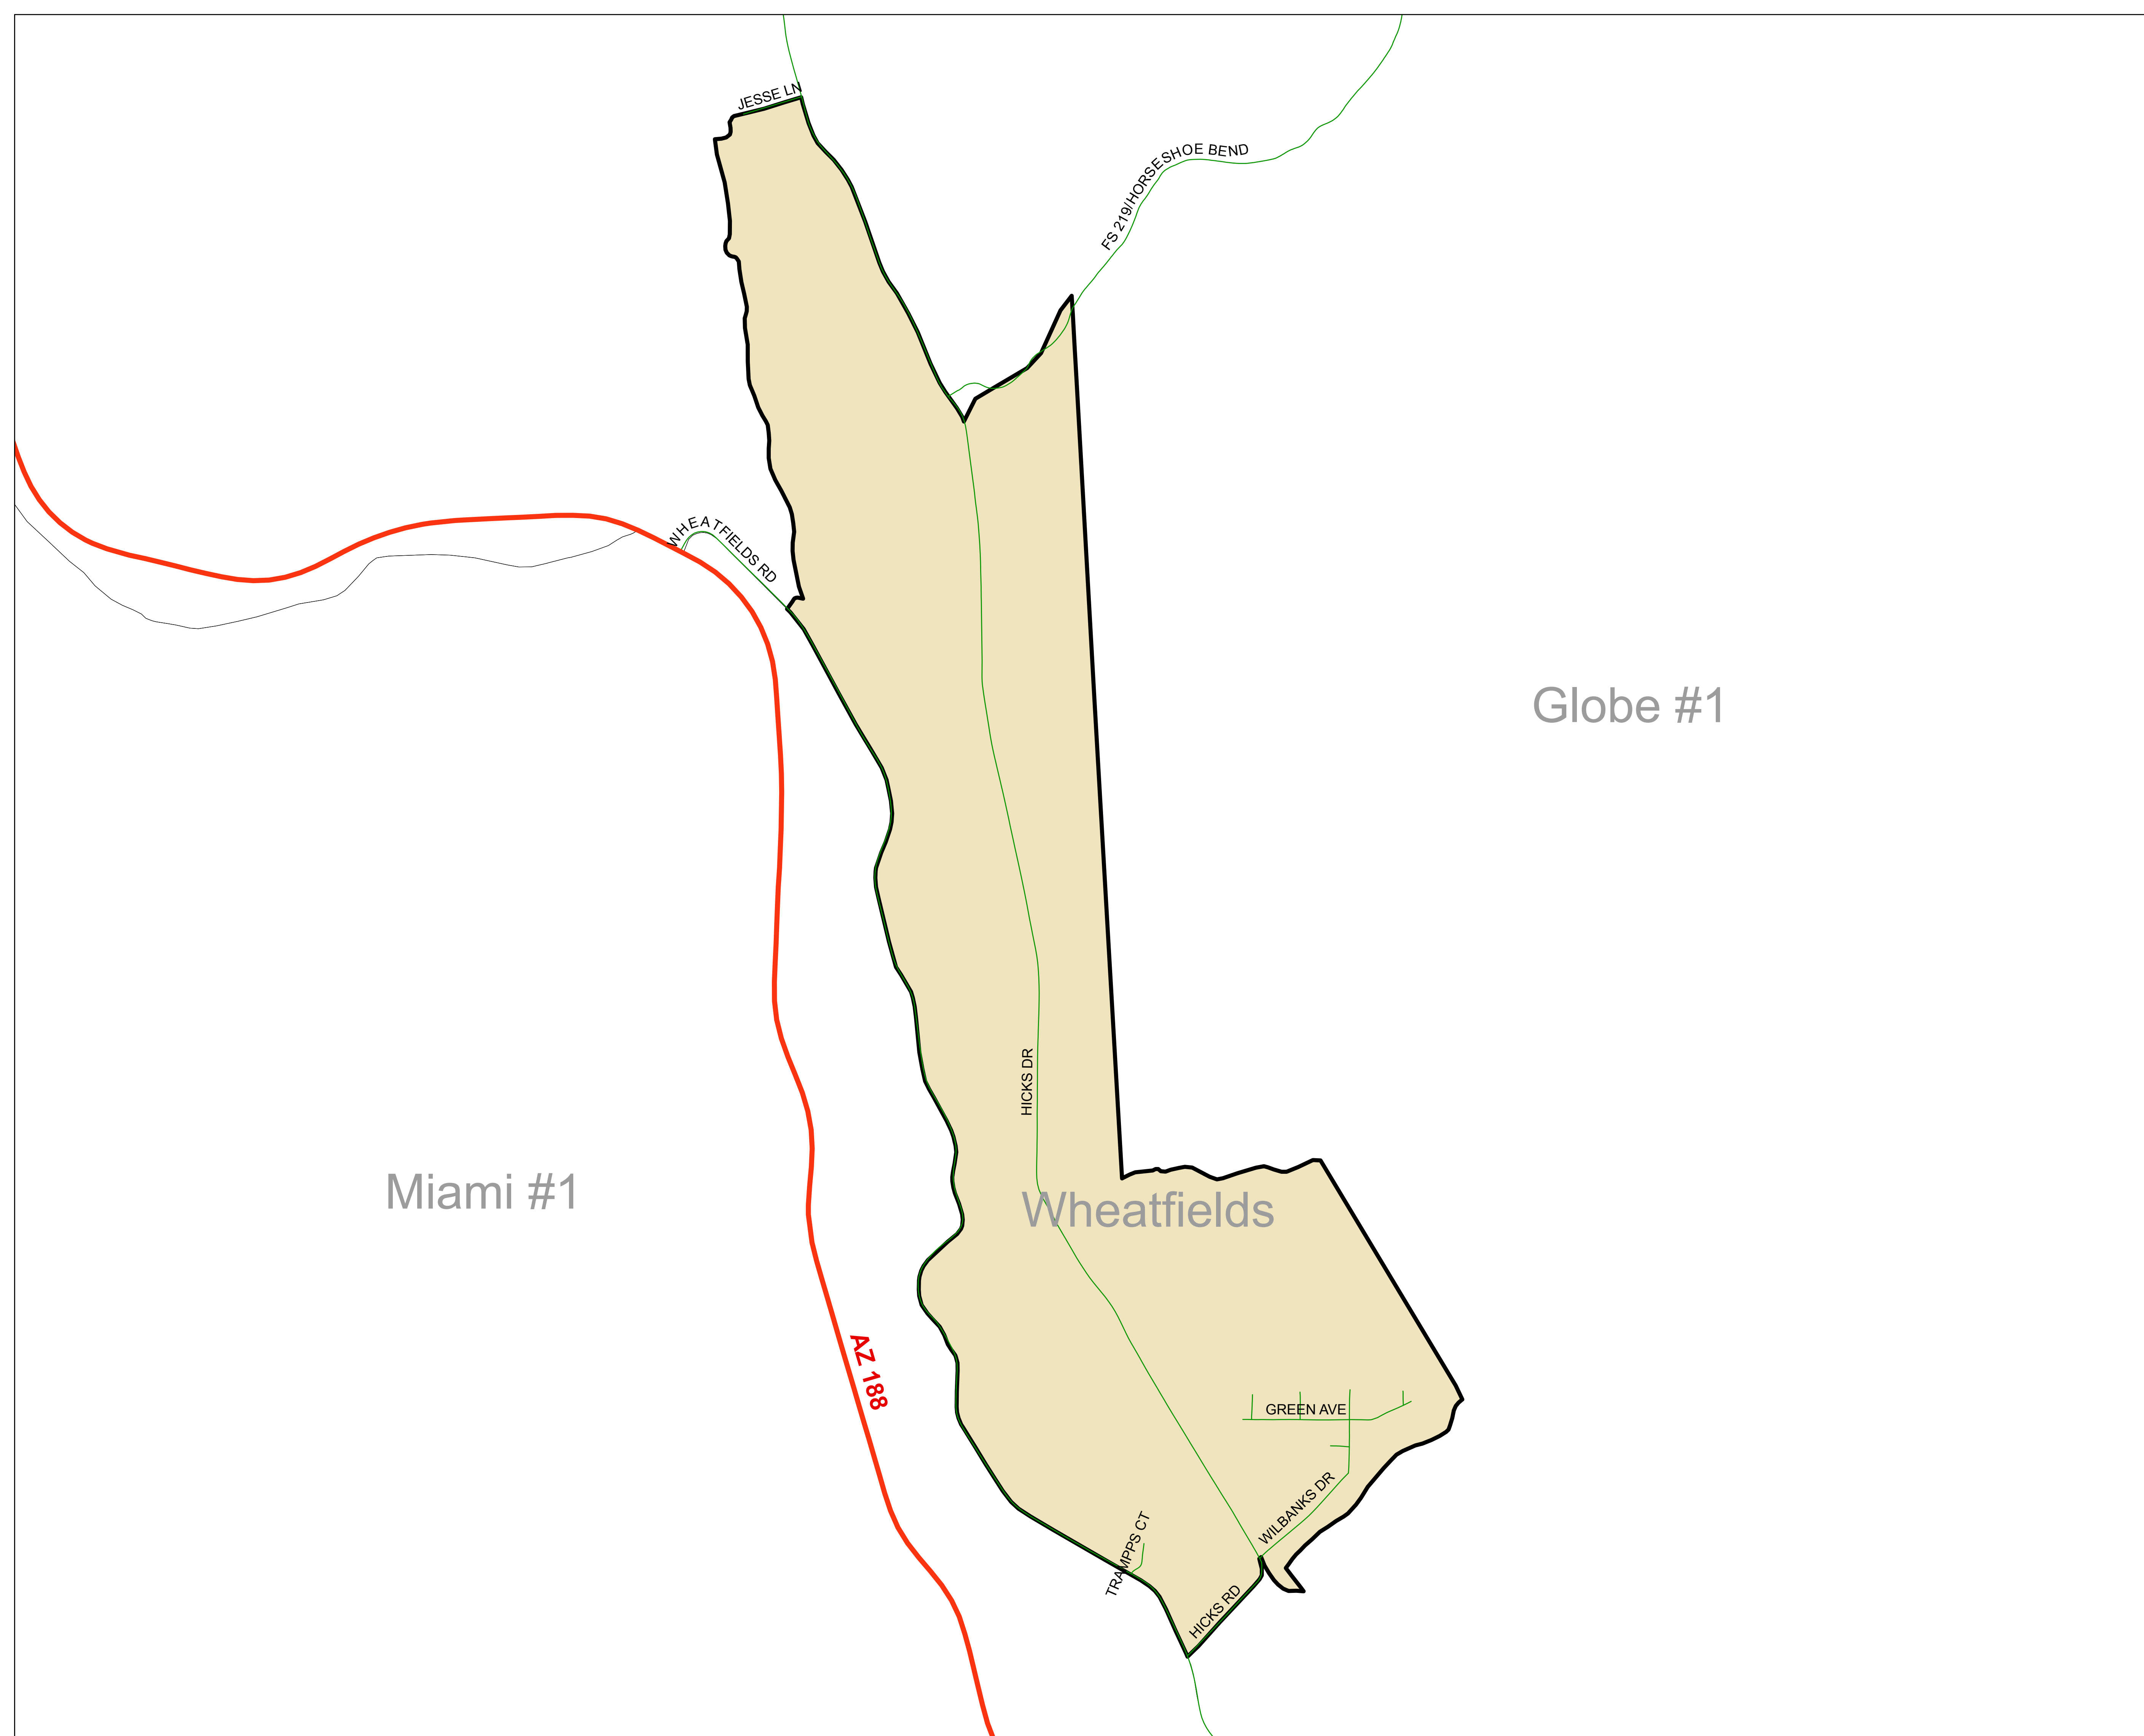 JESSE LN
FS 219/HORSESHOE BEND
WHEATFIELDS RD
Globe #1
HICKS DR
Miami #1
Wheatfields
AZ 188
GREEN AVE
WILBANKS DR
TRAMPPS CT
HICKS RD